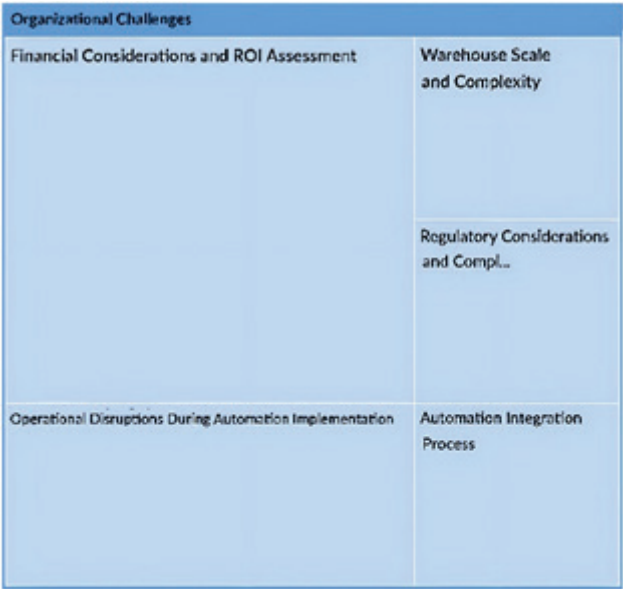 Organizational Challenges
Financial Considerations and ROI Assessment
Warehouse Scale
and Complexity
Regulatory Considerations
and Compl...
Operational Disruptions During Automation Implementation
Automation Integration
Process